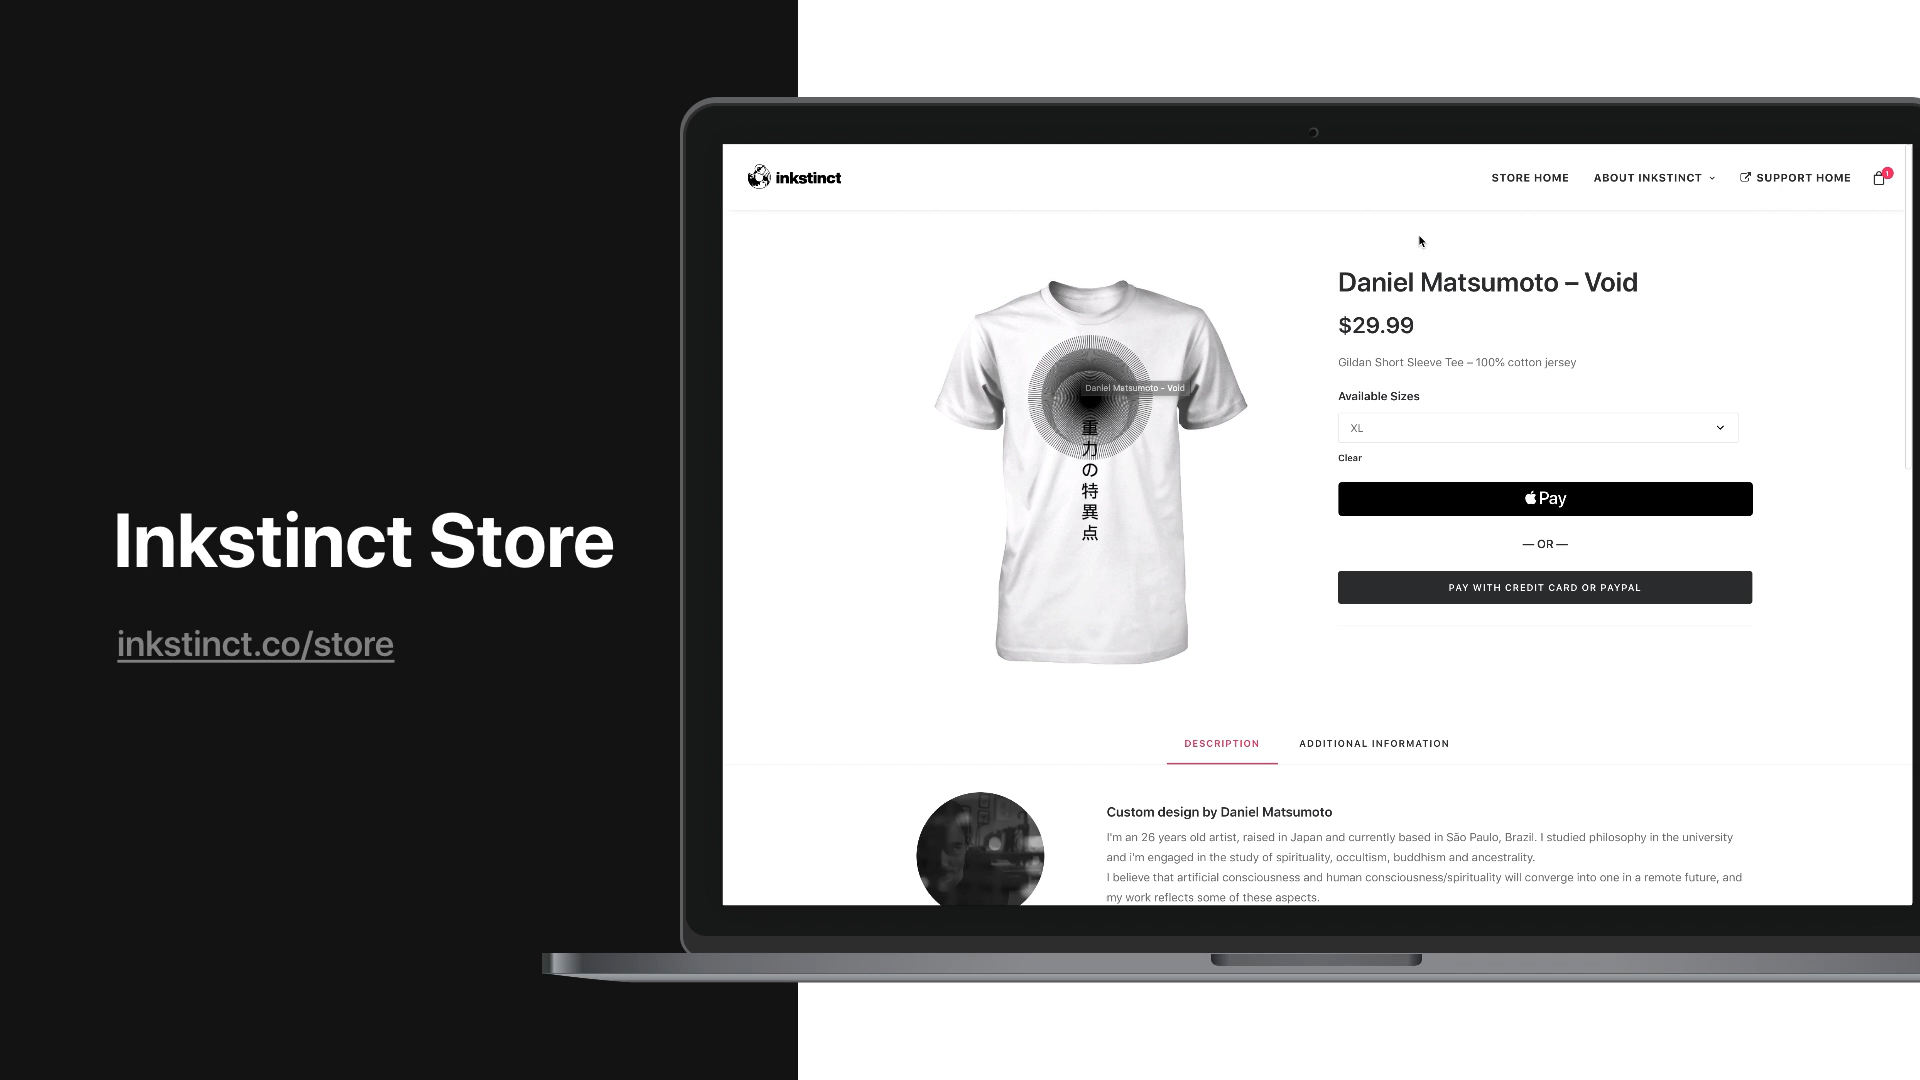 Inkstinct Store
inkstinct.co/store
inkstinct
STORE HOME
ABOUT INKSTINCT
SUPPORT HOME
1
Daniel Matsumoto - Void
重力の特異点
Daniel Matsumoto – Void
$29.99
Gildan Short Sleeve Tee – 100% cotton jersey
Available Sizes
XL
Clear
Pay
— OR —
PAY WITH CREDIT CARD OR PAYPAL
DESCRIPTION
ADDITIONAL INFORMATION
Custom design by Daniel Matsumoto
I'm an 26 years old artist, raised in Japan and currently based in São Paulo, Brazil. I studied philosophy in the university
and i'm engaged in the study of spirituality, occultism, buddhism and ancestrality.
I believe that artificial consciousness and human consciousness/spirituality will converge into one in a remote future, and
my work reflects some of these aspects.